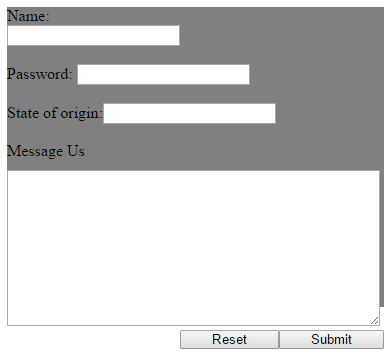 Name:
Password:
State of origin:
Message Us
Reset Submit